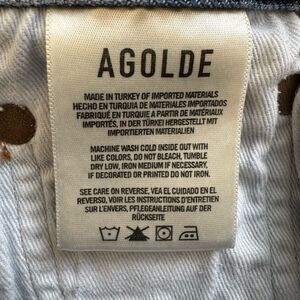 AGOLDE
MADE IN TURKEY OF IMPORTED MATERIALS
HECHO EN TURQUIA DE MATERIALES IMPORTADOS
FABRIQUÉ EN TURQUIE A PARTIR DE MATÉRIAUX
IMPORTÉS, IN DER TÜRKEI HERGESTELLT MIT
IMPORTIERTEN MATERIALIEN
MACHINE WASH COLD INSIDE OUT WITH
LIKE COLORS, DO NOT BLEACH, TUMBLE
DRY LOW, IRON MEDIUM IF NECESSARY,
IF DECORATED OR PRINTED DO NOT IRON.
SEE CARE ON REVERSE, VEA EL CUIDADO EN EL
REVERSO, VOIR LES INSTRUCTIONS D'ENTRETIEN
SUR L'ENVERS, PFLEGEANLEITUNG AUF DER
RÜCKSEITE